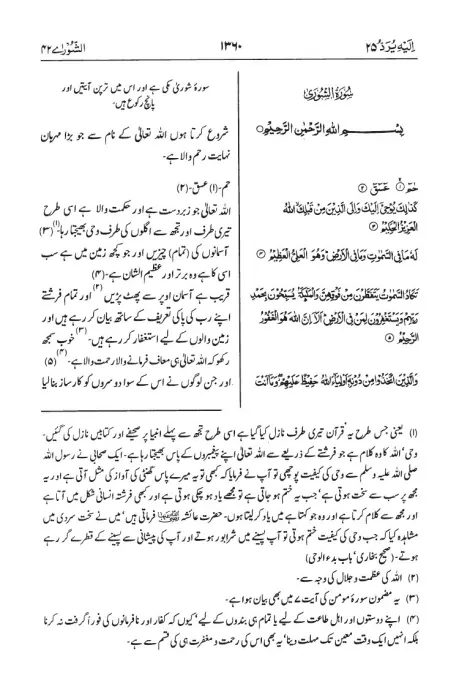 الیہ یرد ۲۵
۱۳۶۰
الشورٰی ۴۲
سُوْرَةُ الشُّوْرٰى
بِسْمِ اللهِ الرَّحْمٰنِ الرَّحِيْمِ
حٰمٓ ۝ عٓسٓقٓ ۝
كَذٰلِكَ يُوْحِيْٓ اِلَيْكَ وَاِلَى الَّذِيْنَ مِنْ قَبْلِكَ اللهُ
الْعَزِيْزُ الْحَكِيْمُ ۝
لَهٗ مَا فِى السَّمٰوٰتِ وَمَا فِى الْاَرْضِ وَهُوَ الْعَلِىُّ الْعَظِيْمُ ۝
تَكَادُ السَّمٰوٰتُ يَتَفَطَّرْنَ مِنْ فَوْقِهِنَّ وَالْمَلٰٓئِكَةُ يُسَبِّحُوْنَ بِحَمْدِ
رَبِّهِمْ وَيَسْتَغْفِرُوْنَ لِمَنْ فِى الْاَرْضِ اَلَآ اِنَّ اللهَ هُوَ الْغَفُوْرُ
الرَّحِيْمُ ۝
وَالَّذِيْنَ اتَّخَذُوْا مِنْ دُوْنِهٖٓ اَوْلِيَآءَ اللهُ حَفِيْظٌ عَلَيْهِمْ وَمَآ اَنْتَ
سورۂ شوریٰ مکی ہے اور اس میں ترپن آیتیں اور
پانچ رکوع ہیں۔
شروع کرتا ہوں اللہ تعالیٰ کے نام سے جو بڑا مہربان
نہایت رحم والا ہے۔
حم۔(۱) عسق۔(۲)
اللہ تعالیٰ جو زبردست ہے اور حکمت والا ہے اسی طرح
تیری طرف اور تجھ سے اگلوں کی طرف وحی بھیجتا رہا۔(۱) (۳)
آسمانوں کی (تمام) چیزیں اور جو کچھ زمین میں ہے سب
اسی کا ہے وہ برتر اور عظیم الشان ہے۔(۴)
قریب ہے آسمان اوپر سے پھٹ پڑیں (۲) اور تمام فرشتے
اپنے رب کی پاکی تعریف کے ساتھ بیان کر رہے ہیں اور
زمین والوں کے لیے استغفار کر رہے ہیں۔(۳) خوب سمجھ
رکھو کہ اللہ تعالیٰ ہی معاف فرمانے والا رحمت والا ہے۔(۴) (۵)
اور جن لوگوں نے اس کے سوا دوسروں کو کارساز بنالیا
(۱) یعنی جس طرح یہ قرآن تیری طرف نازل کیا گیا ہے اسی طرح تجھ سے پہلے انبیا پر صحیفے اور کتابیں نازل کی گئیں۔
وحی، اللہ کا وہ کلام ہے جو فرشتے کے ذریعے سے اللہ تعالیٰ اپنے پیغمبروں کے پاس بھیجتا رہا ہے۔ ایک صحابی نے رسول اللہ
صلی اللہ علیہ وسلم سے وحی کی کیفیت پوچھی تو آپ نے فرمایا کہ کبھی تو یہ میرے پاس گھنٹی کی آواز کی مثل آتی ہے اور یہ
مجھ پر سب سے سخت ہوتی ہے، جب یہ ختم ہو جاتی ہے تو مجھے یاد ہو چکی ہوتی ہے اور کبھی فرشتہ انسانی شکل میں آتا ہے
اور مجھ سے کلام کرتا ہے اور وہ جو کہتا ہے میں یاد کر لیتا ہوں۔ حضرت عائشہ رضی اللہ عنہا فرماتی ہیں، میں نے سخت سردی میں
مشاہدہ کیا کہ جب وحی کی کیفیت ختم ہوتی تو آپ پسینے میں شرابور ہوتے اور آپ کی پیشانی سے پسینے کے قطرے گر رہے
ہوتے۔ (صحیح بخاری، باب بدء الوحی)
(۲) اللہ کی عظمت و جلال کی وجہ سے۔
(۳) یہ مضمون سورۂ مومن کی آیت ۷ میں بھی بیان ہوا ہے۔
(۴) اپنے دوستوں اور اہل طاعت کے لیے یا تمام ہی بندوں کے لیے، کیوں کہ کفار اور نافرمانوں کی فوراً گرفت نہ کرنا
بلکہ انہیں ایک وقت معین تک مہلت دینا، یہ بھی اس کی رحمت و مغفرت ہی کی قسم سے ہے۔